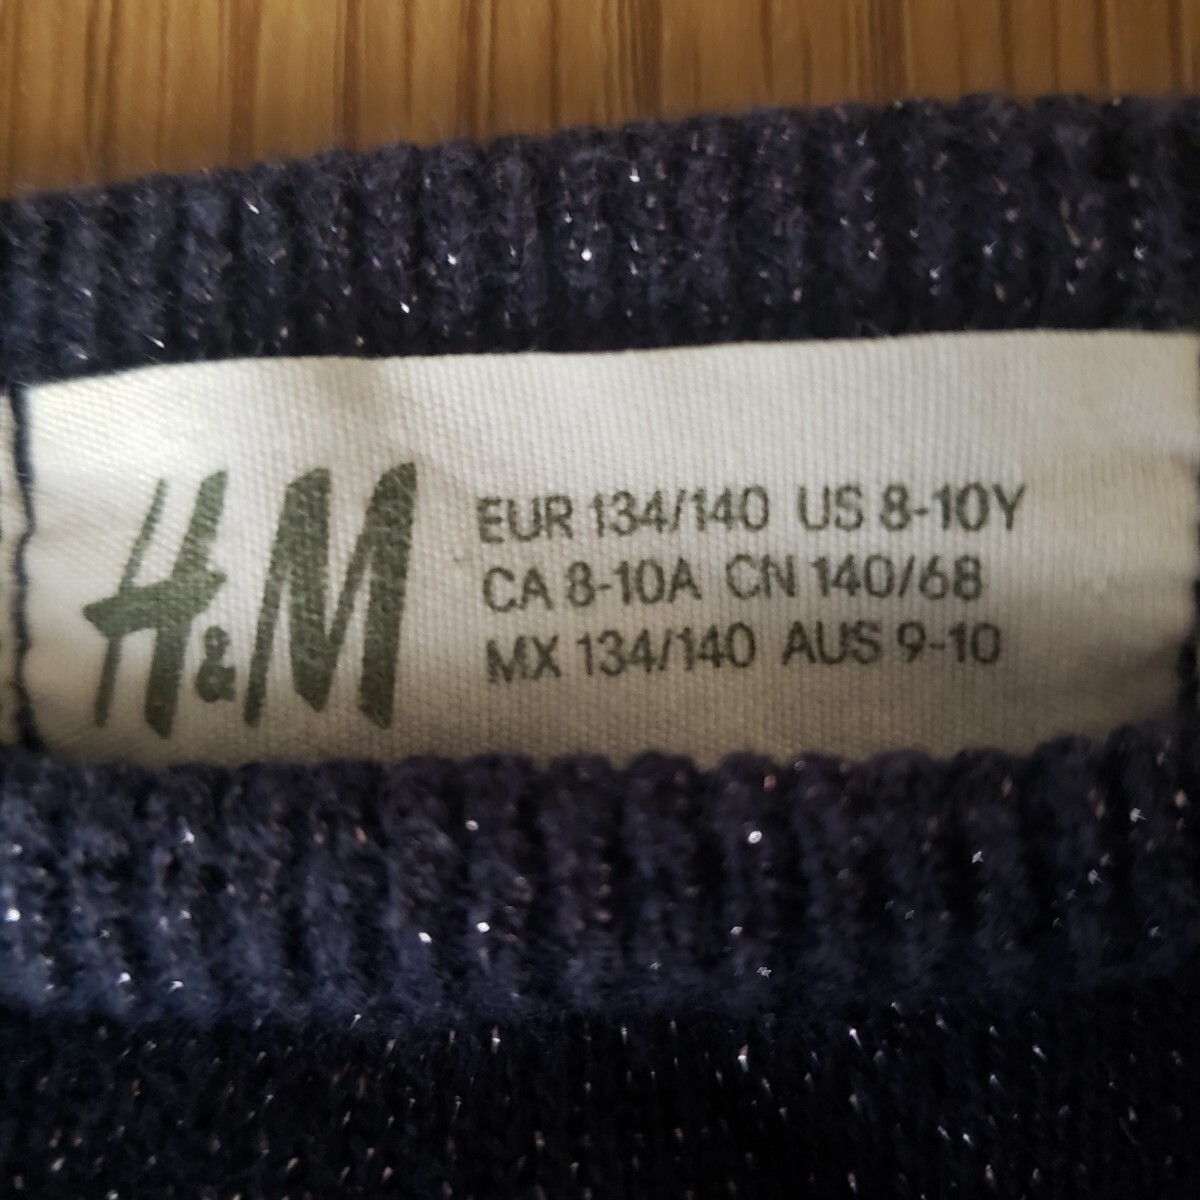 H&M
EUR 134/140 US 8-10Y
CA 8-10A CN 140/68
MX 134/140 AUS 9-10